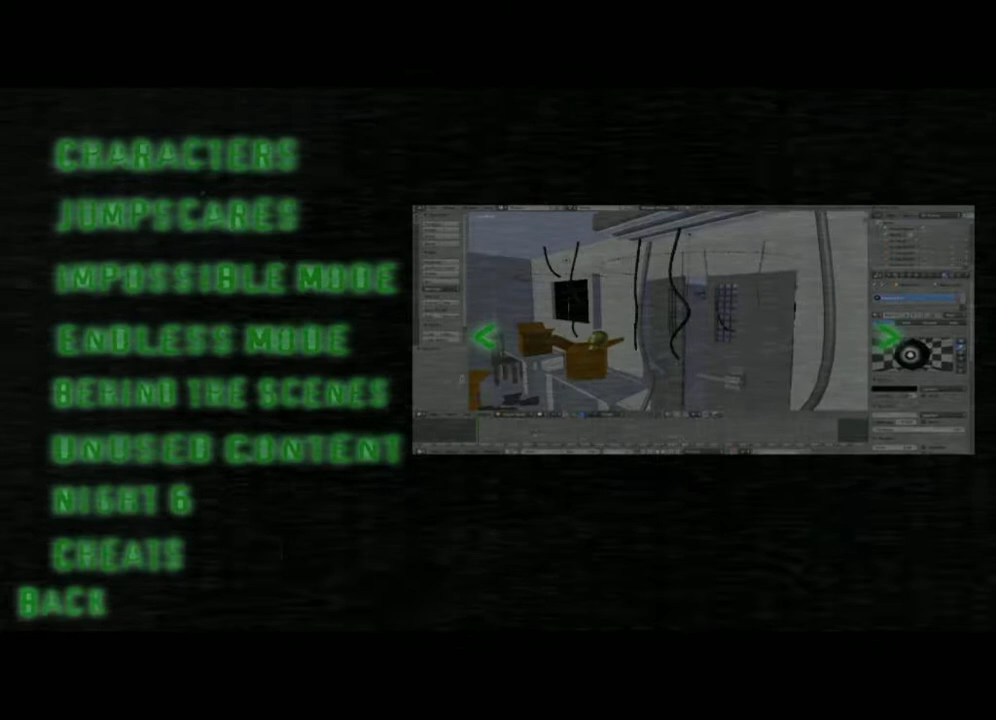 CHARACTERS
JUMPSCARES
IMPOSSIBLE MODE
ENDLESS MODE
BEHIND THE SCENES
UNUSED CONTENT
NIGHT 6
CHEATS
BACK
<
>